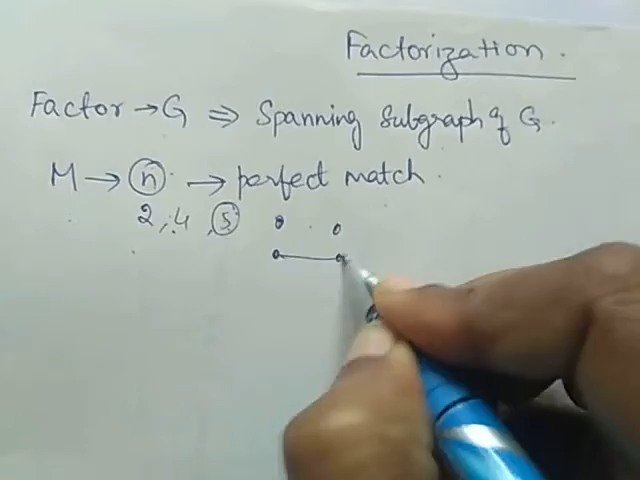 Factorization.
Factor → G ⇒ Spanning Subgraph of G.
M → n → perfect match.
2, 4, 5